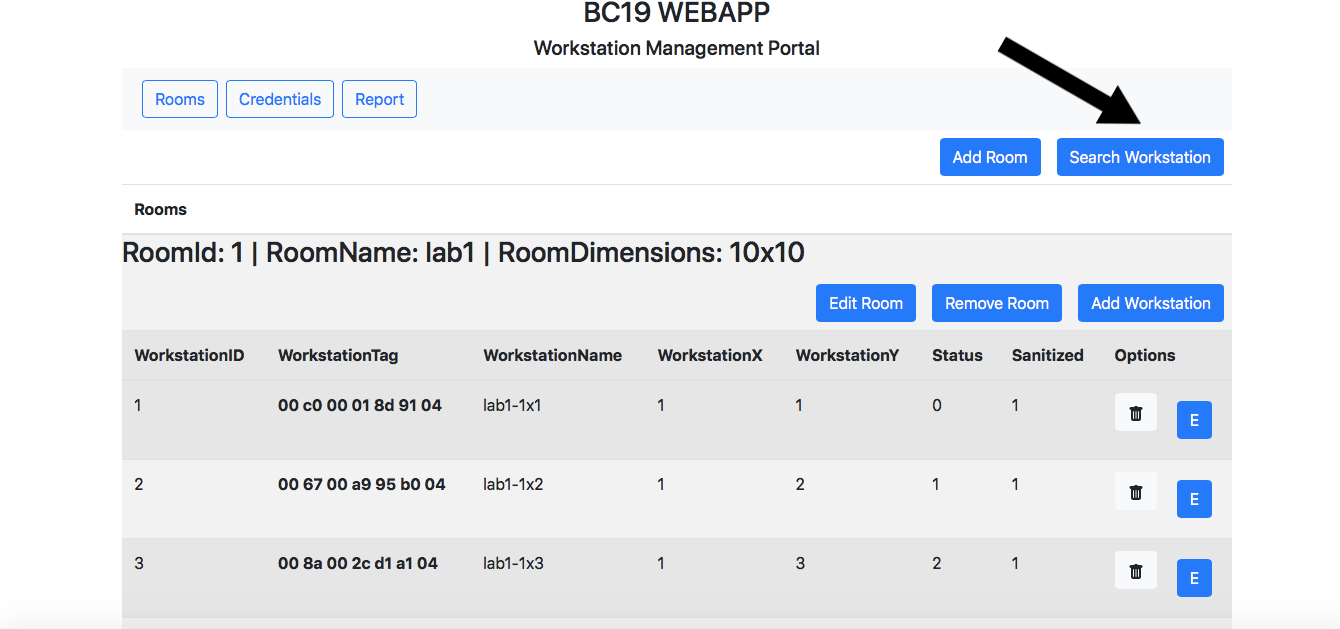 BC19 WEBAPP
Workstation Management Portal
Rooms Credentials Report
Add Room Search Workstation
Rooms
RoomId: 1 | RoomName: lab1 | RoomDimensions: 10x10
Edit Room Remove Room Add Workstation
WorkstationID WorkstationTag WorkstationName WorkstationX WorkstationY Status Sanitized Options
1 00 c0 00 01 8d 91 04 lab1-1x1 1 1 0 1 E
2 00 67 00 a9 95 b0 04 lab1-1x2 1 2 1 1 E
3 00 8a 00 2c d1 a1 04 lab1-1x3 1 3 2 1 E